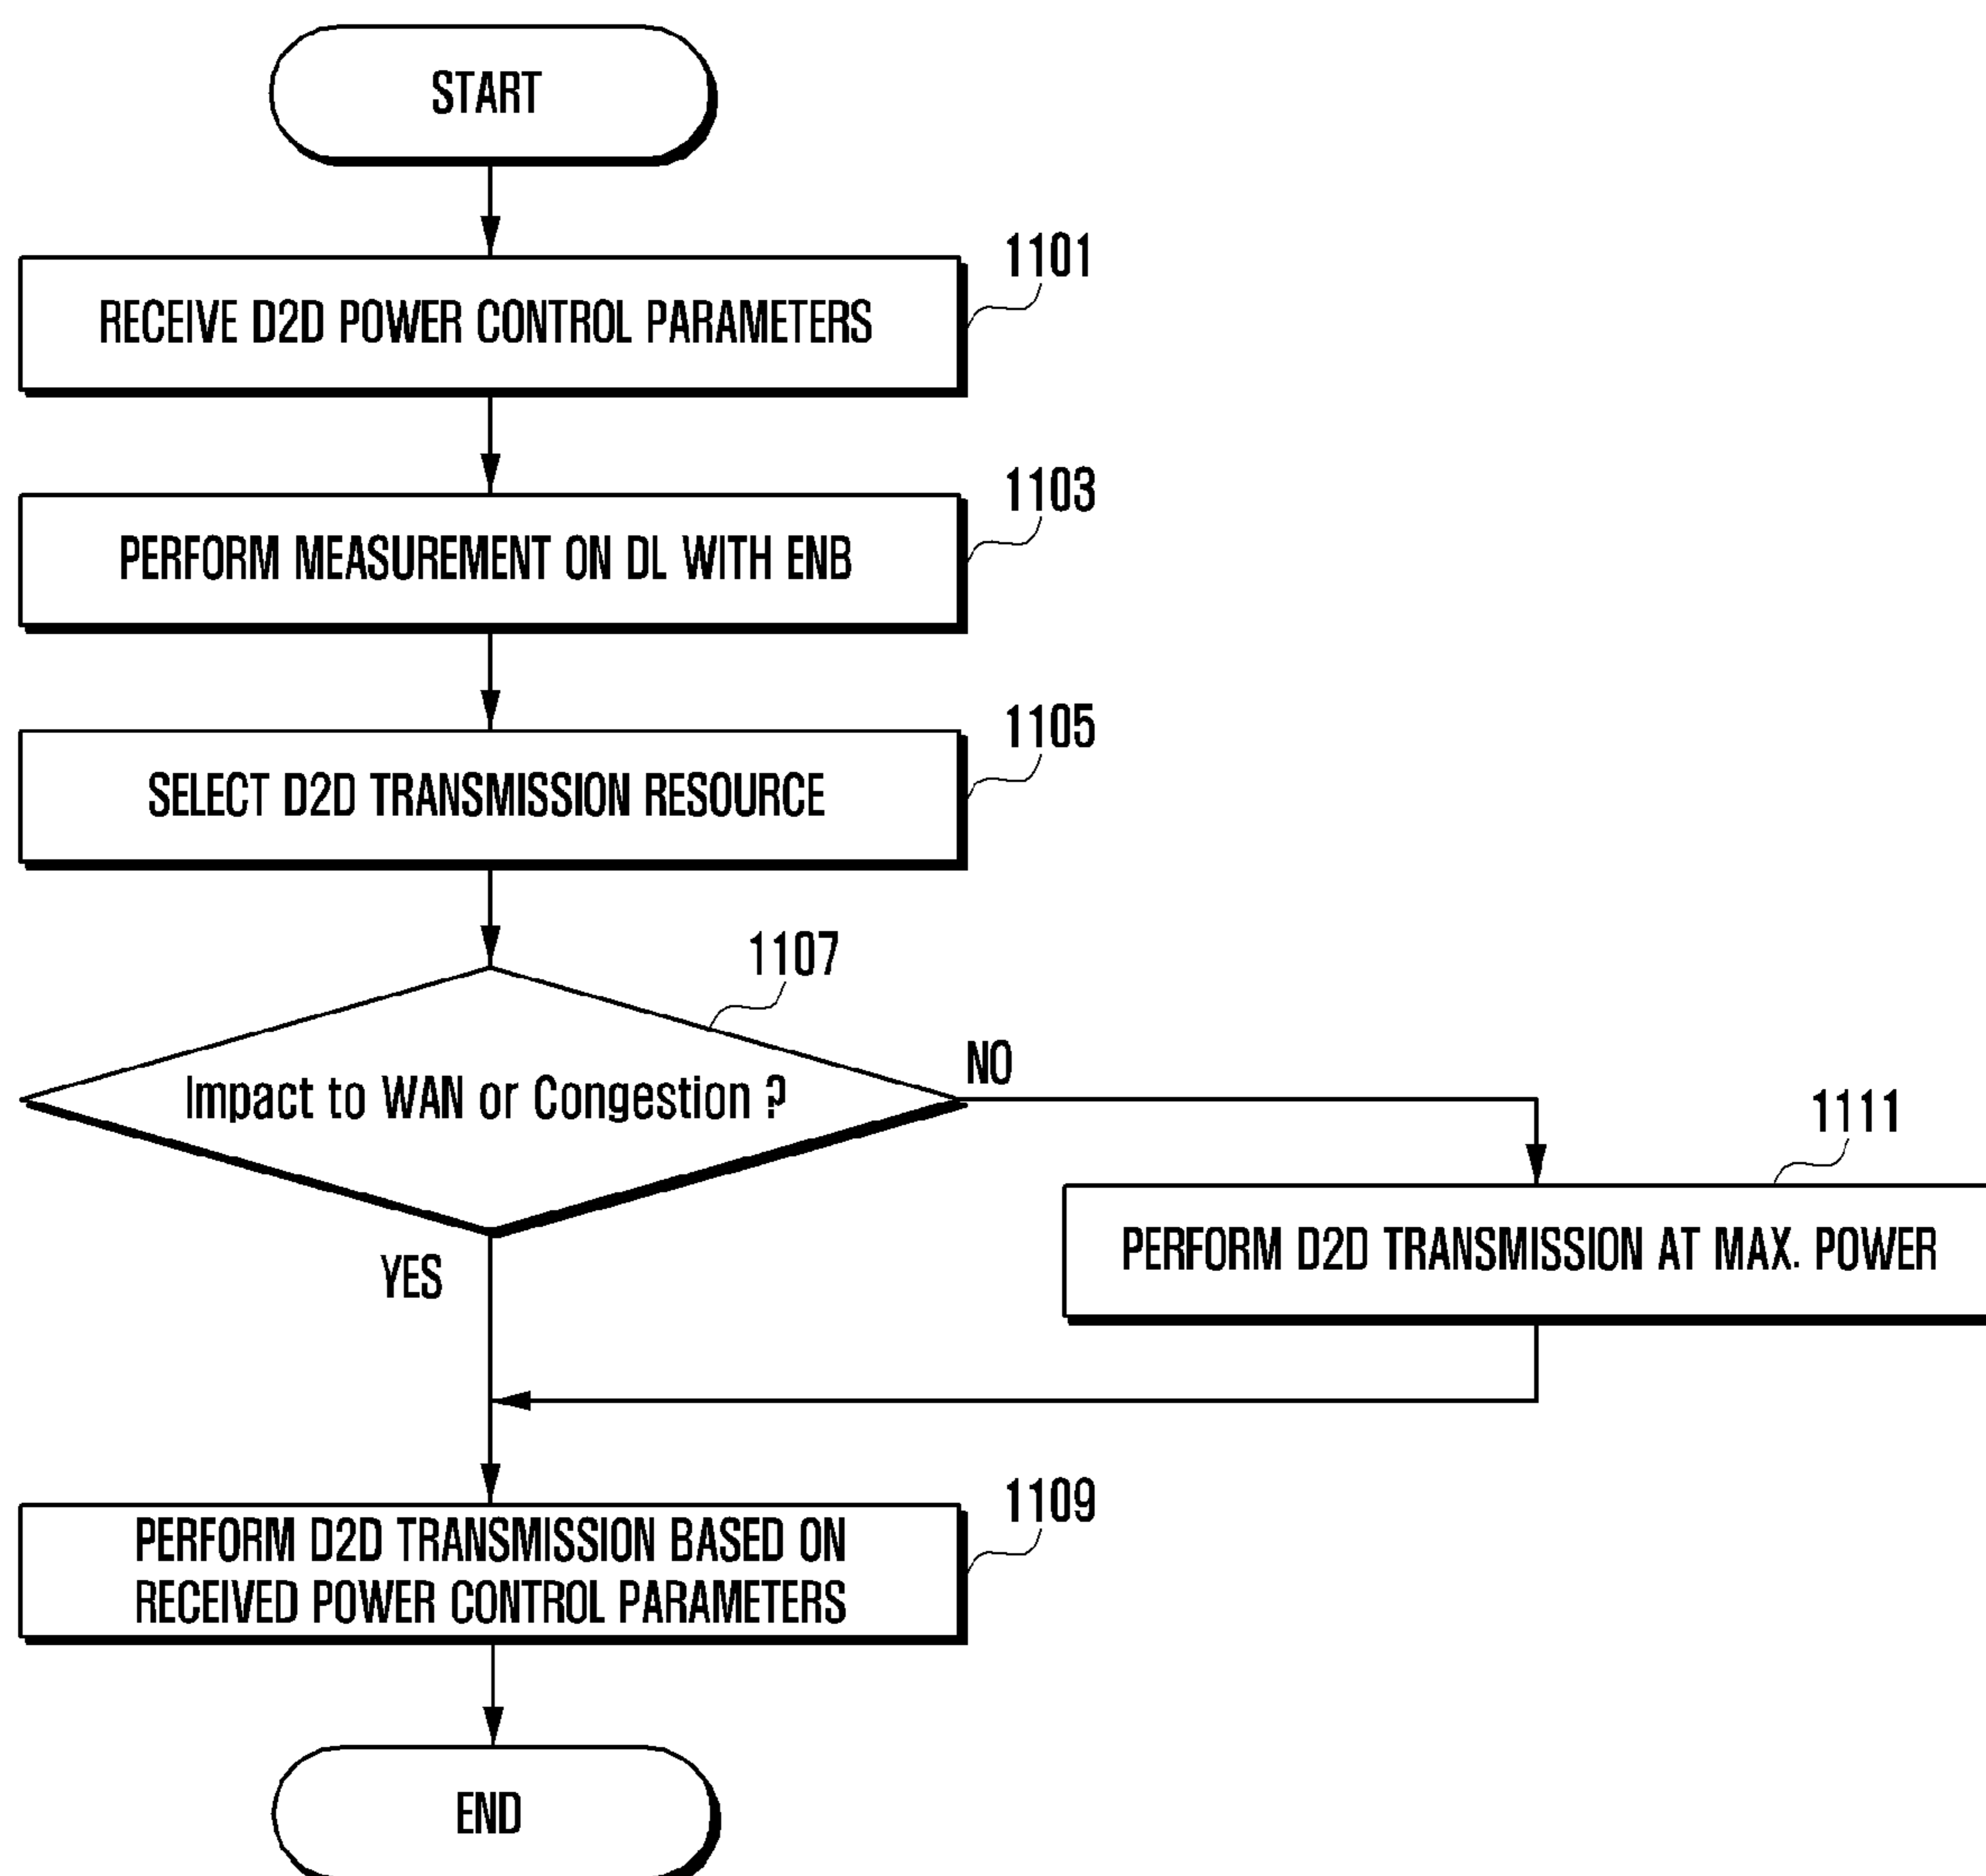 START
1101
RECEIVE D2D POWER CONTROL PARAMETERS
1103
PERFORM MEASUREMENT ON DL WITH ENB
1105
SELECT D2D TRANSMISSION RESOURCE
1107
Impact to WAN or Congestion ?
NO
1111
PERFORM D2D TRANSMISSION AT MAX. POWER
YES
1109
PERFORM D2D TRANSMISSION BASED ON
RECEIVED POWER CONTROL PARAMETERS
END